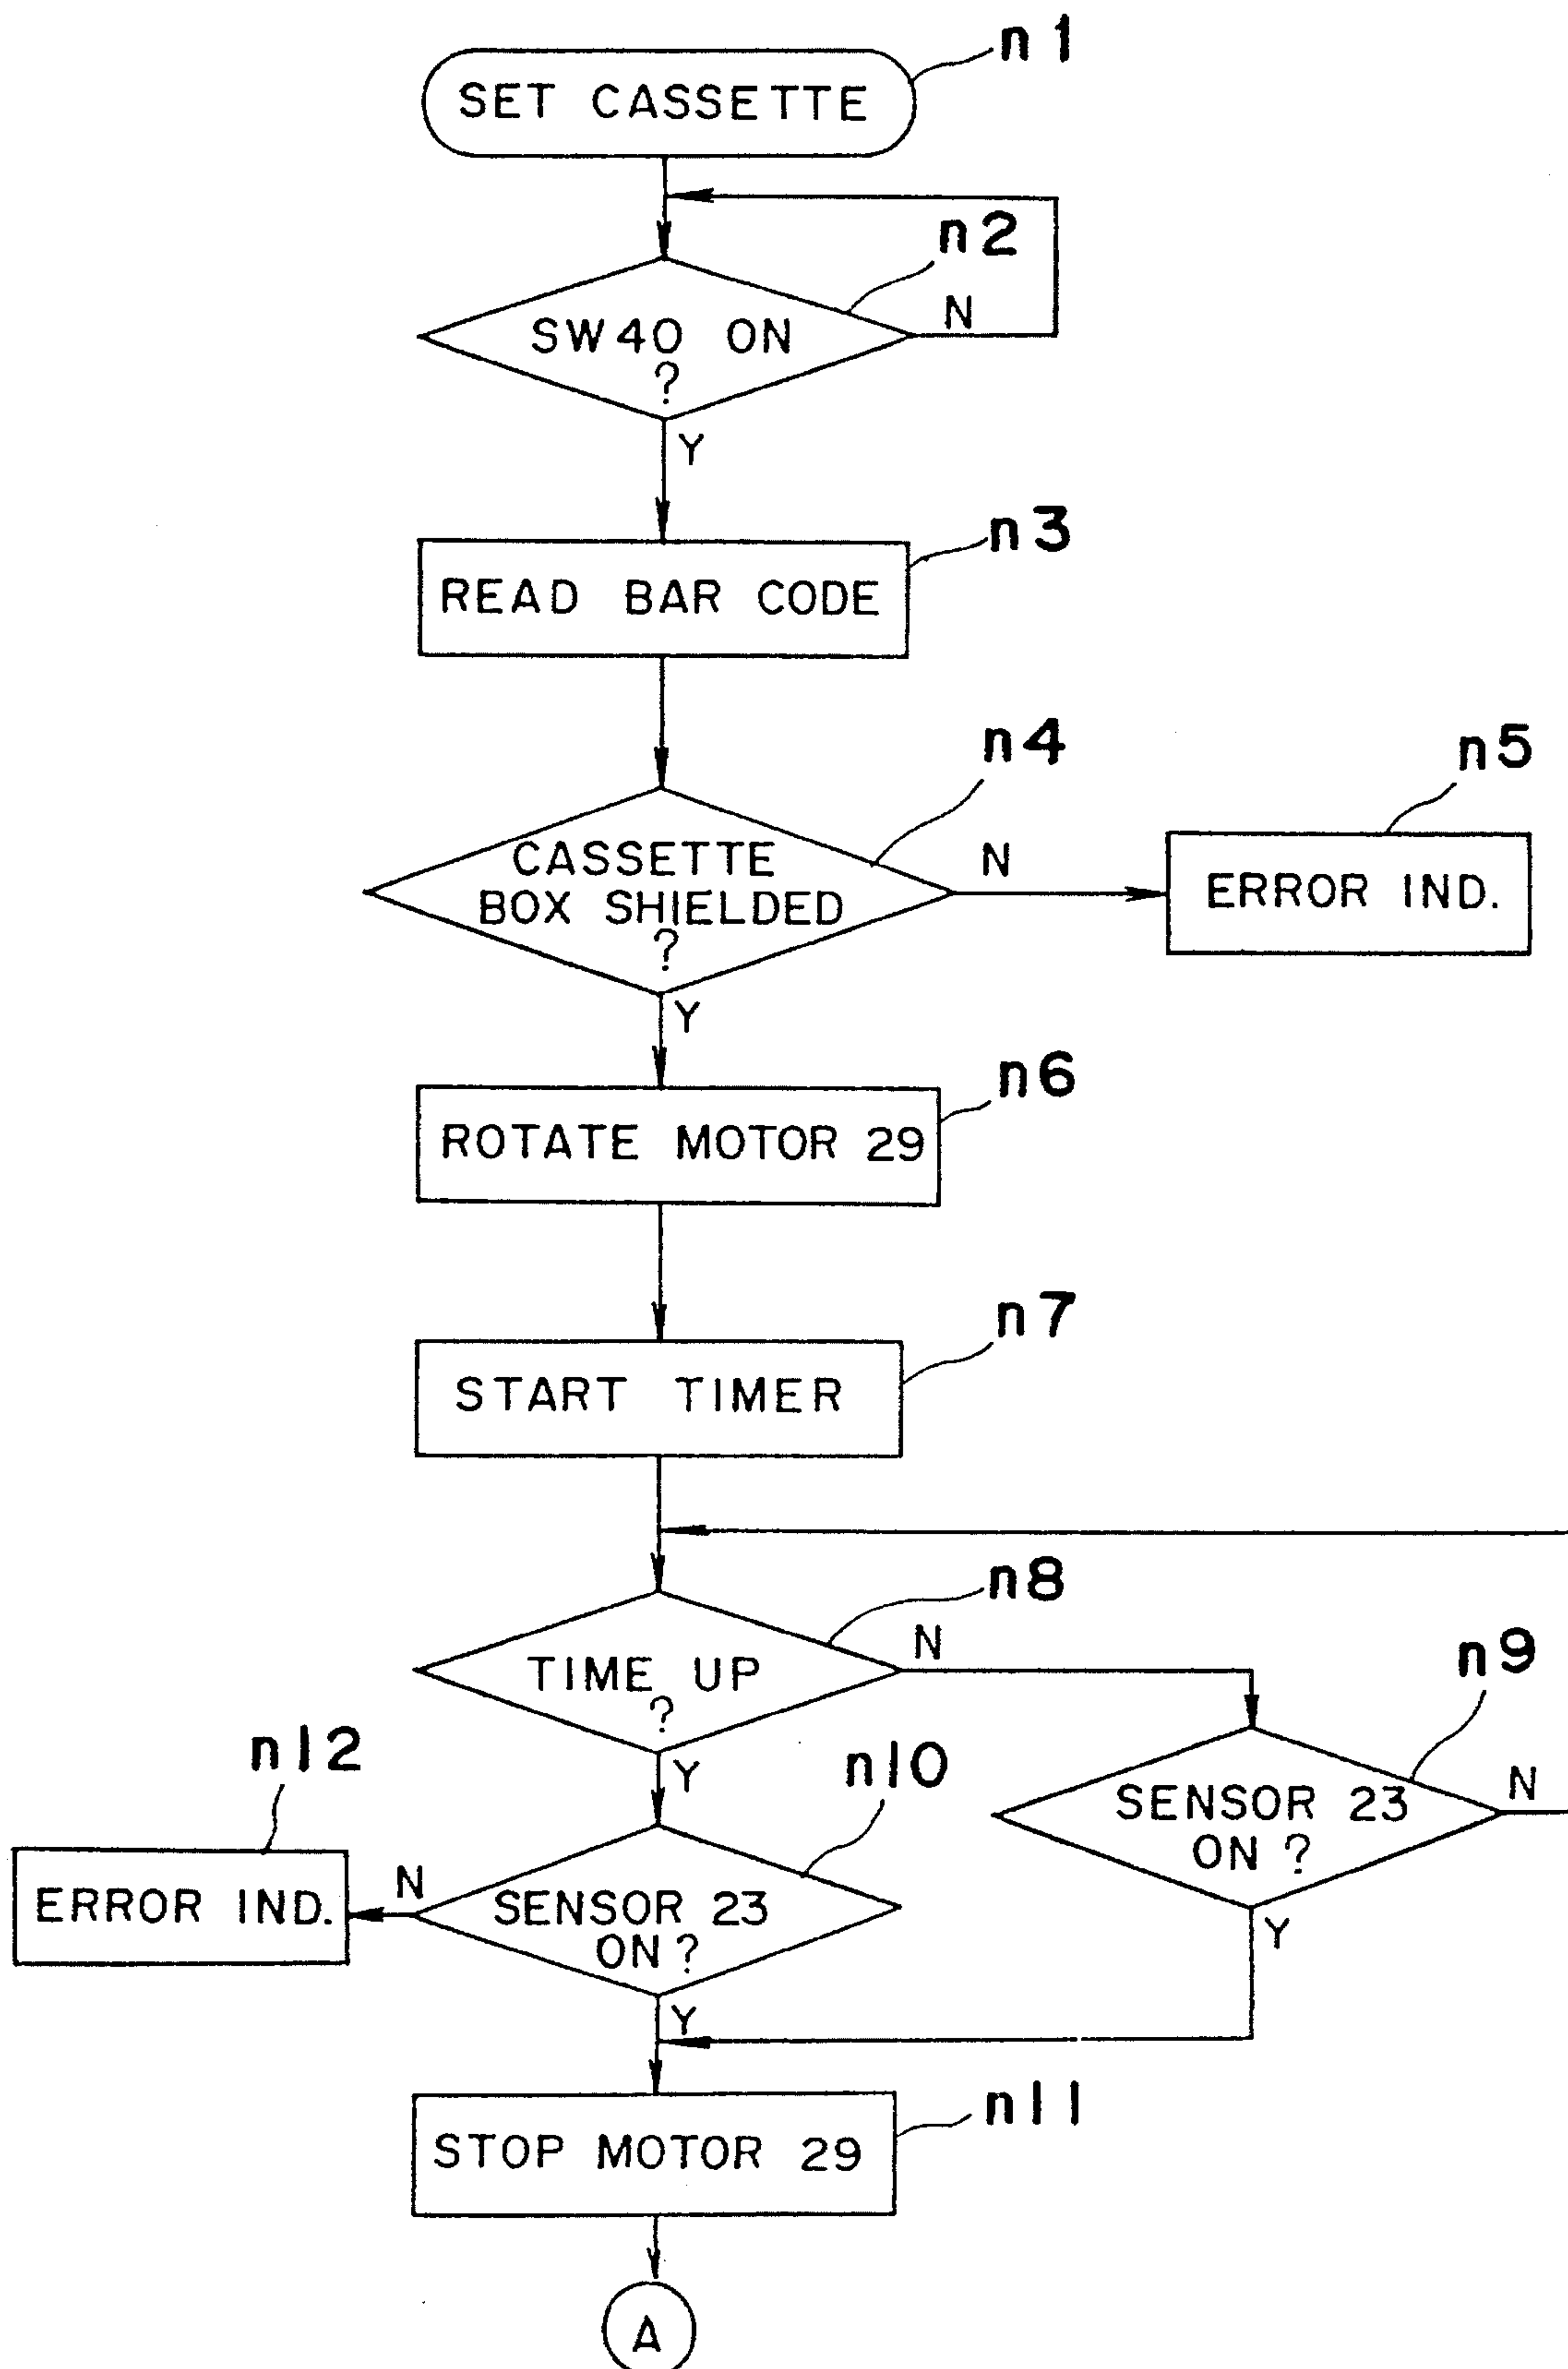 n1
SET CASSETTE
n2
SW40 ON
?
N
Y
n3
READ BAR CODE
n4
n5
CASSETTE
BOX SHIELDED
?
N
ERROR IND.
Y
n6
ROTATE MOTOR 29
n7
START TIMER
n8
TIME UP
?
N
n9
Y
SENSOR 23
ON ?
N
Y
n12
n10
ERROR IND.
N
SENSOR 23
ON ?
Y
n11
STOP MOTOR 29
A